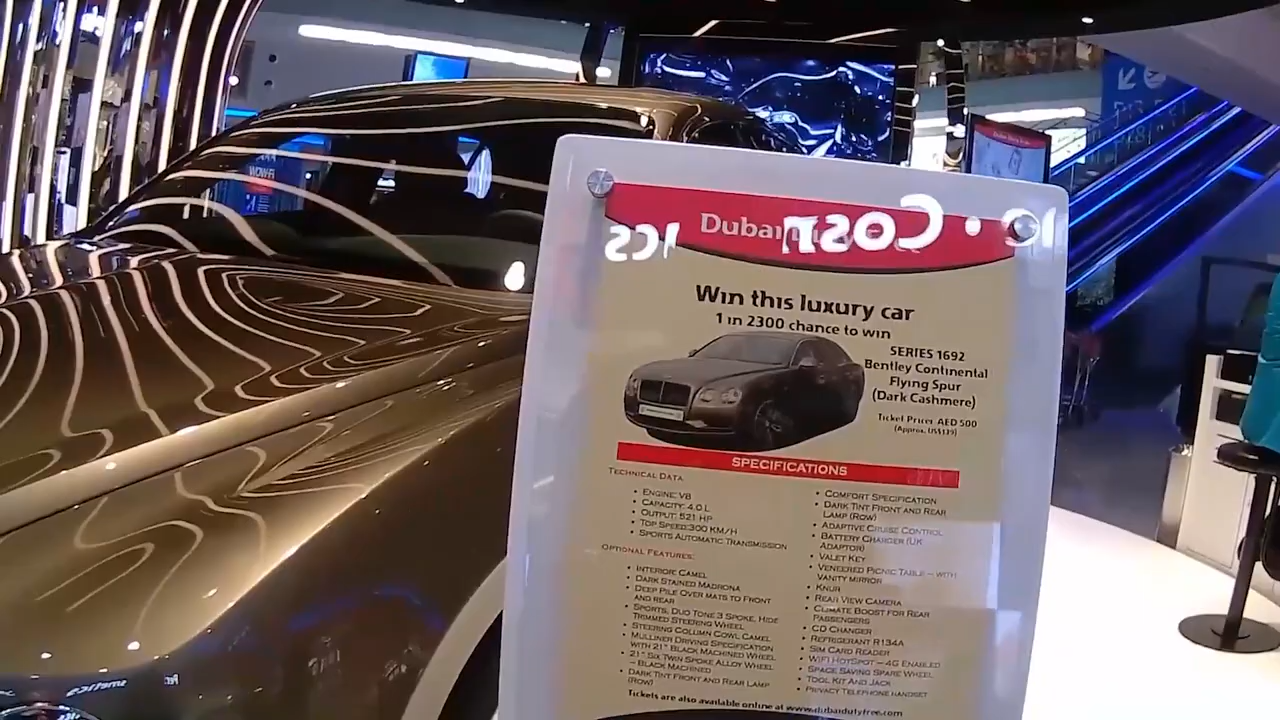 Dubai
Win this luxury car
1 in 2300 chance to win
SERIES 1692
Bentley Continental
Flying Spur
(Dark Cashmere)
Ticket Price: AED 500
(Approx. US$139)
SPECIFICATIONS
TECHNICAL DATA
• ENGINE: V8
• CAPACITY: 4.0 L
• OUTPUT: 521 HP
• TOP SPEED:300 KM/H
• SPORTS AUTOMATIC TRANSMISSION
OPTIONAL FEATURES:
• INTERIOR: CAMEL
• DARK STAINED MADRONA
• DEEP PILE OVER MATS TO FRONT
AND REAR
• SPORTS, DUO TONE 3 SPOKE, HIDE
TRIMMED STEERING WHEEL
• STEERING COLUMN COWL CAMEL
• MULLINER DRIVING SPECIFICATION
WITH 21" BLACK MACHINED WHEEL
• 21" SIX TWIN SPOKE ALLOY WHEEL
– BLACK MACHINED
• DARK TINT FRONT AND REAR LAMP
(ROW)
• COMFORT SPECIFICATION
• DARK TINT FRONT AND REAR
LAMP (ROW)
• ADAPTIVE CRUISE CONTROL
• BATTERY CHARGER (UK
ADAPTOR)
• VALET KEY
• VENEERED PICNIC TABLE – WITH
VANITY MIRROR
• KNUR
• REAR VIEW CAMERA
• CLIMATE BOOST FOR REAR
PASSENGERS
• CD CHANGER
• REFRIGERANT R134A
• SIM CARD READER
• WIFI HOTSPOT – 4G ENABLED
• SPACE SAVING SPARE WHEEL
• TOOL KIT AND JACK
• PRIVACY TELEPHONE HANDSET
Tickets are also available online at www.dubaidutyfree.com